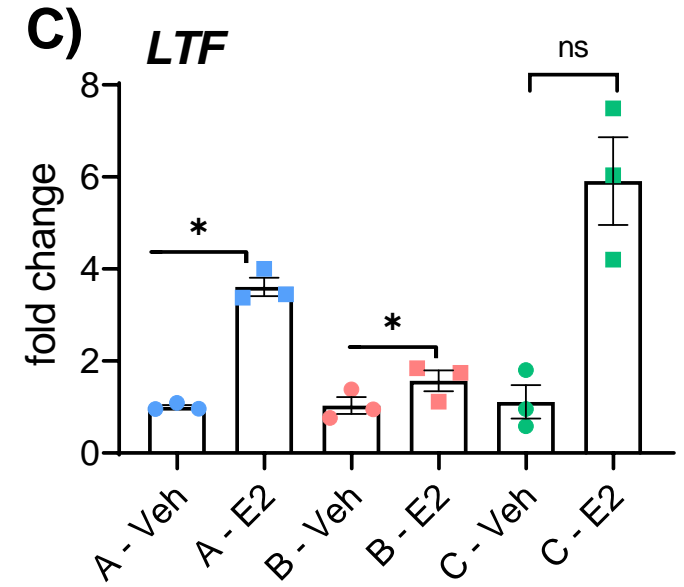 C)
LTF
ns
8
6
4
2
0
fold change
*
*
A - Veh
A - E2
B - Veh
B - E2
C - Veh
C - E2